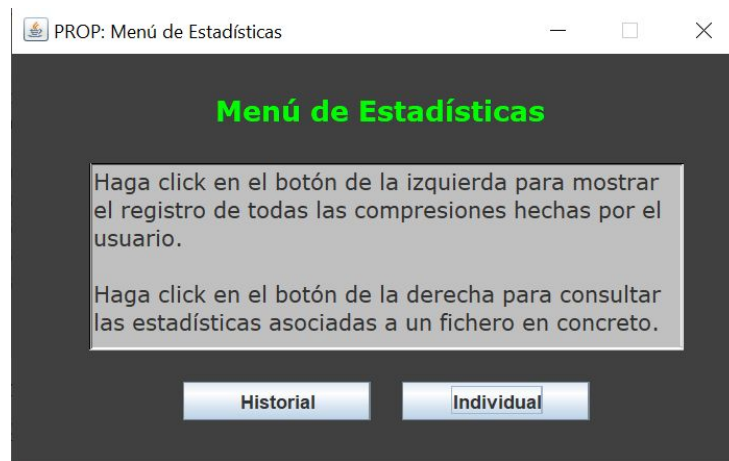 PROP: Menú de Estadísticas
Menú de Estadísticas
Haga click en el botón de la izquierda para mostrar
el registro de todas las compresiones hechas por el
usuario.
Haga click en el botón de la derecha para consultar
las estadísticas asociadas a un fichero en concreto.
Historial
Individual